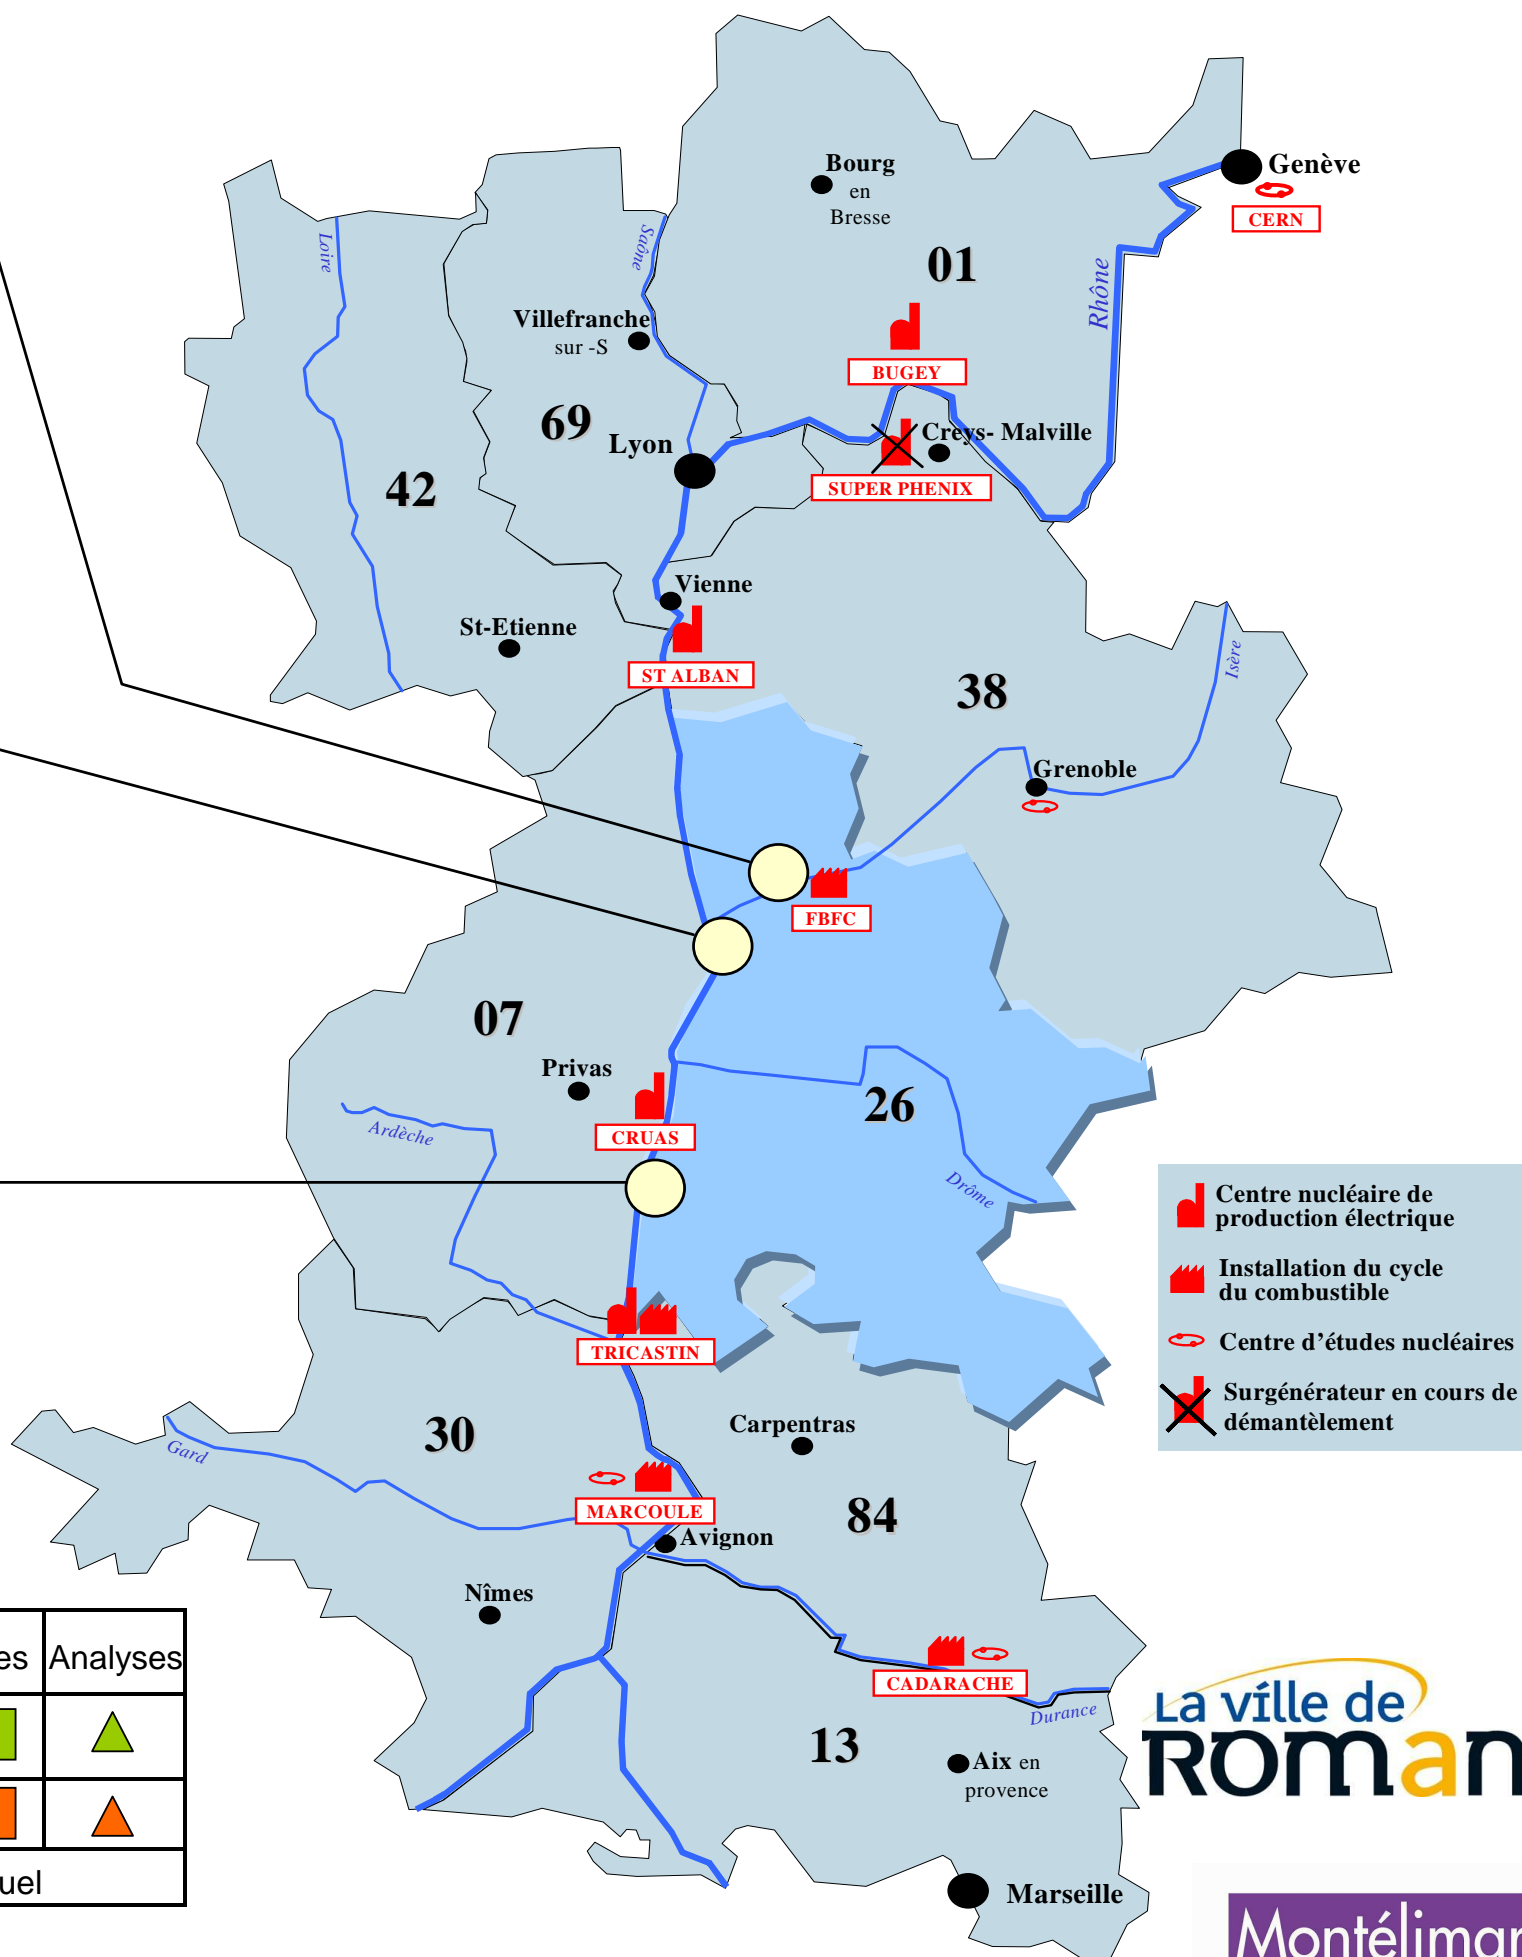 Bourg
en
Bresse
Genève
CERN
01
Rhône
Loire
Saône
Villefranche
sur -S
BUGEY
69
Lyon
Creys- Malville
SUPER PHENIX
42
Vienne
St-Etienne
ST ALBAN
38
Isère
Grenoble
FBFC
07
Privas
26
CRUAS
Ardèche
Drôme
Centre nucléaire de
production électrique
Installation du cycle
du combustible
Centre d'études nucléaires
Surgénérateur en cours de
démantèlement
TRICASTIN
30
Gard
Carpentras
MARCOULE
84
Avignon
Nîmes
es Analyses
CADARACHE
Durance
La ville de
Roman
13
Aix en
provence
uel
Marseille
Montélimar